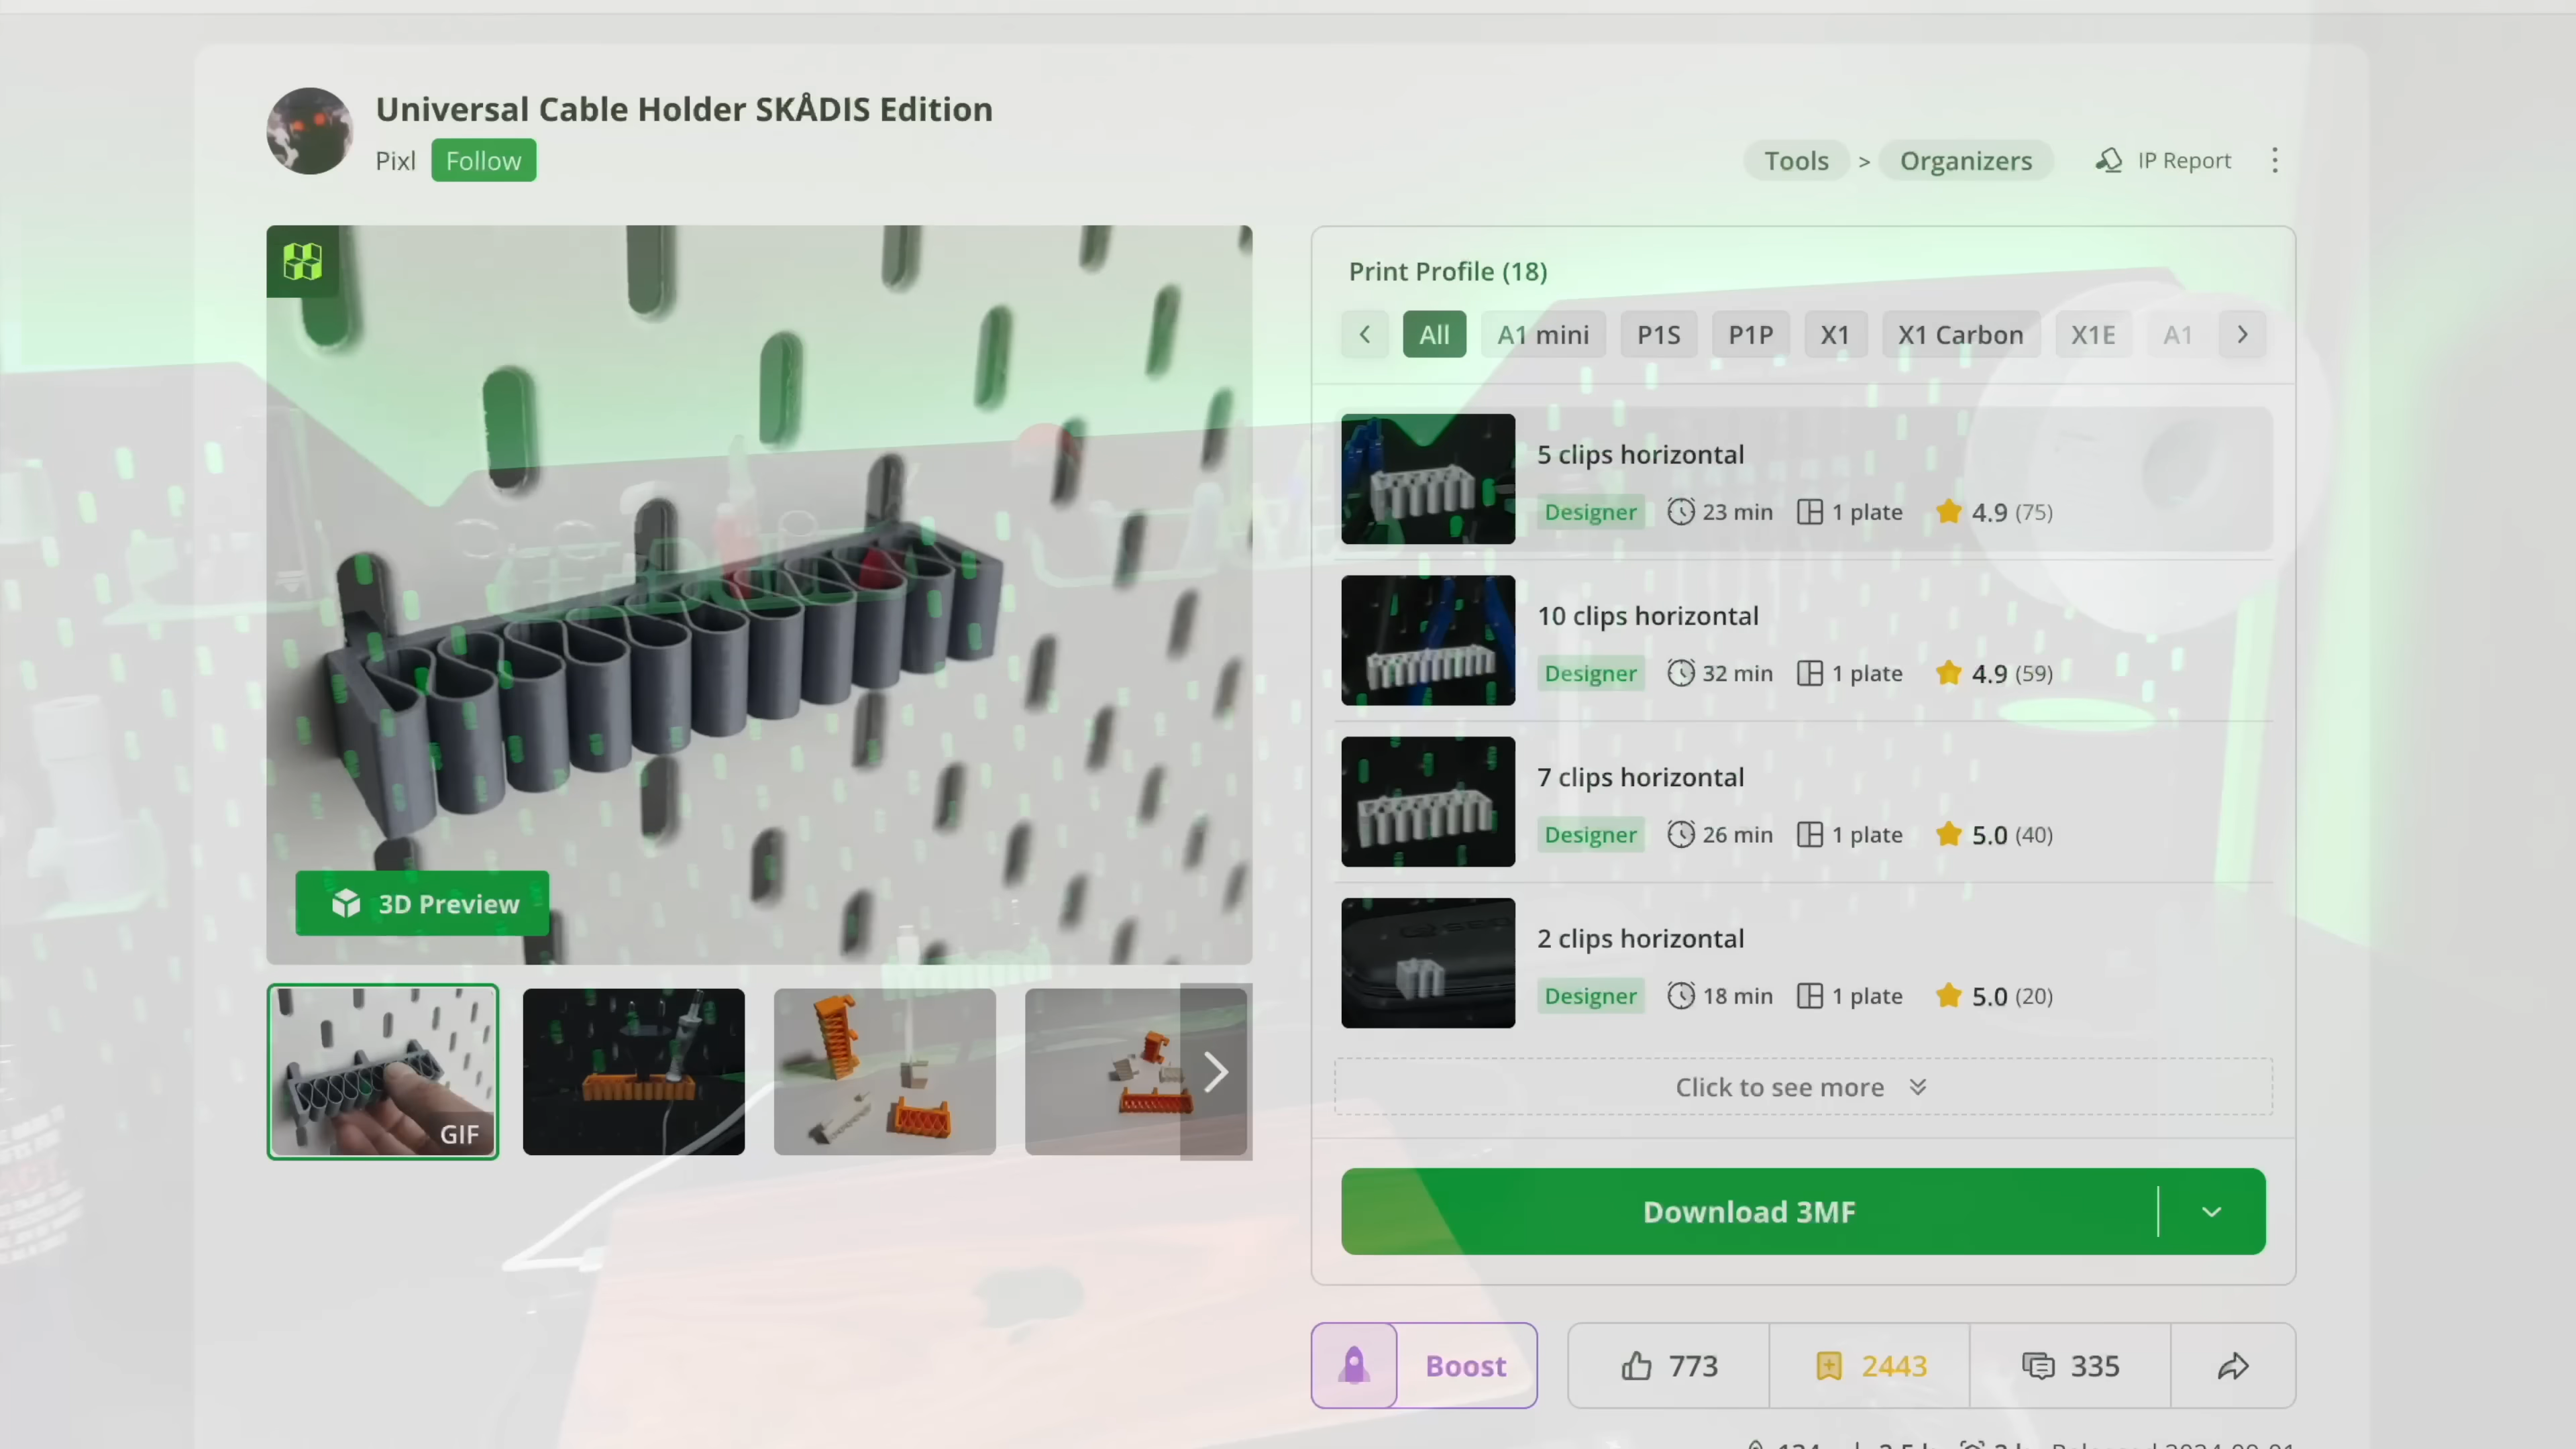 Universal Cable Holder SKÅDIS Edition
Pixl Follow
Tools > Organizers IP Report
Print Profile (18)
All A1 mini P1S P1P X1 X1 Carbon X1E A1
5 clips horizontal
Designer 23 min 1 plate 4.9 (75)
10 clips horizontal
Designer 32 min 1 plate 4.9 (59)
7 clips horizontal
Designer 26 min 1 plate 5.0 (40)
2 clips horizontal
Designer 18 min 1 plate 5.0 (20)
3D Preview
GIF
Click to see more
Download 3MF
Boost 773 2443 335